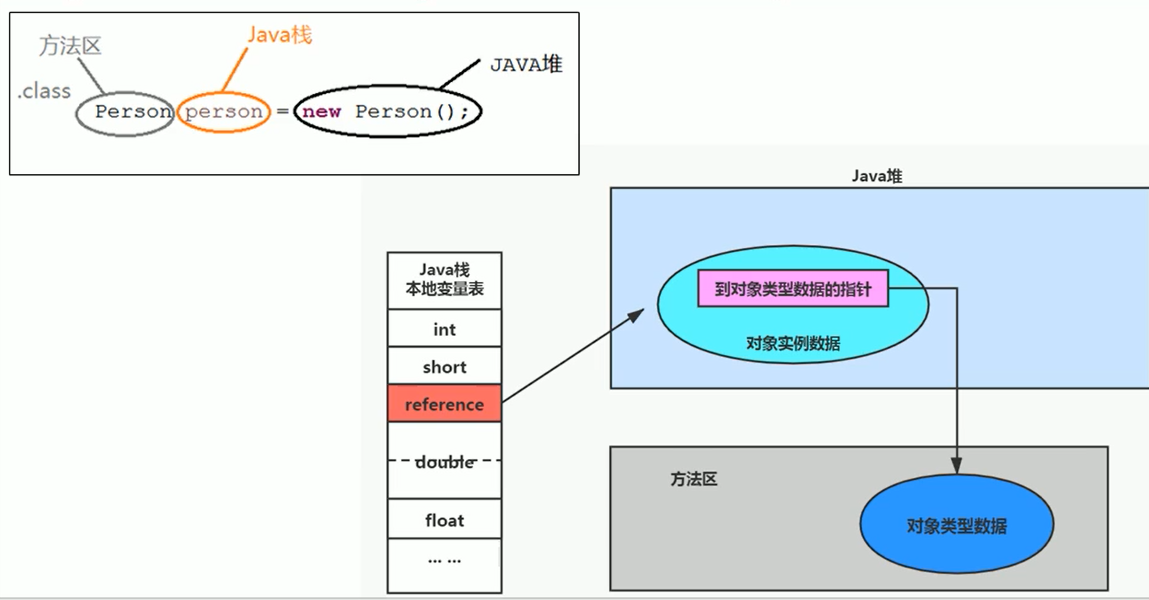 方法区
Java栈
JAVA堆
.class
Person person = new Person();
Java堆
Java栈
本地变量表
int
short
reference
double
float
... ...
到对象类型数据的指针
对象实例数据
方法区
对象类型数据